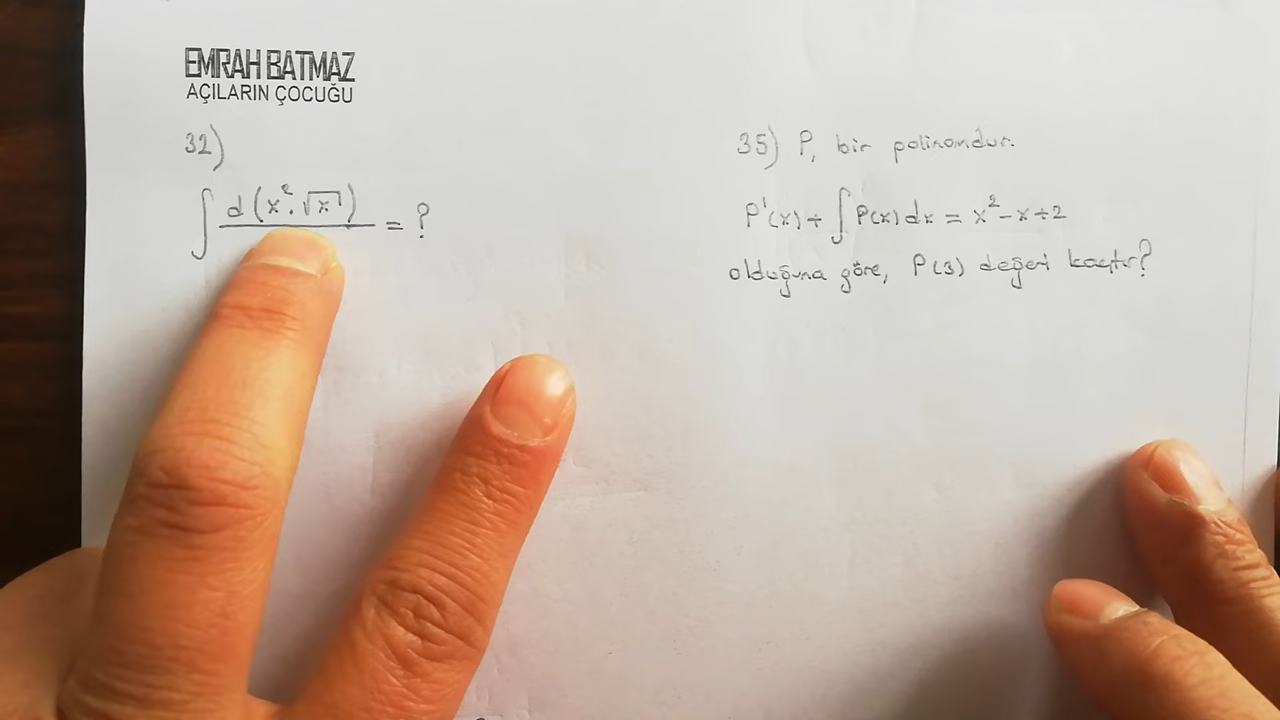 EMRAH BATMAZ
AÇILARIN ÇOCUĞU
32)
∫ d(x².√x) = ?
35) P, bir polinomdur.
P'(x) + ∫P(x)dx = x²-x+2
olduğuna göre, P(3) değeri kaçtır?